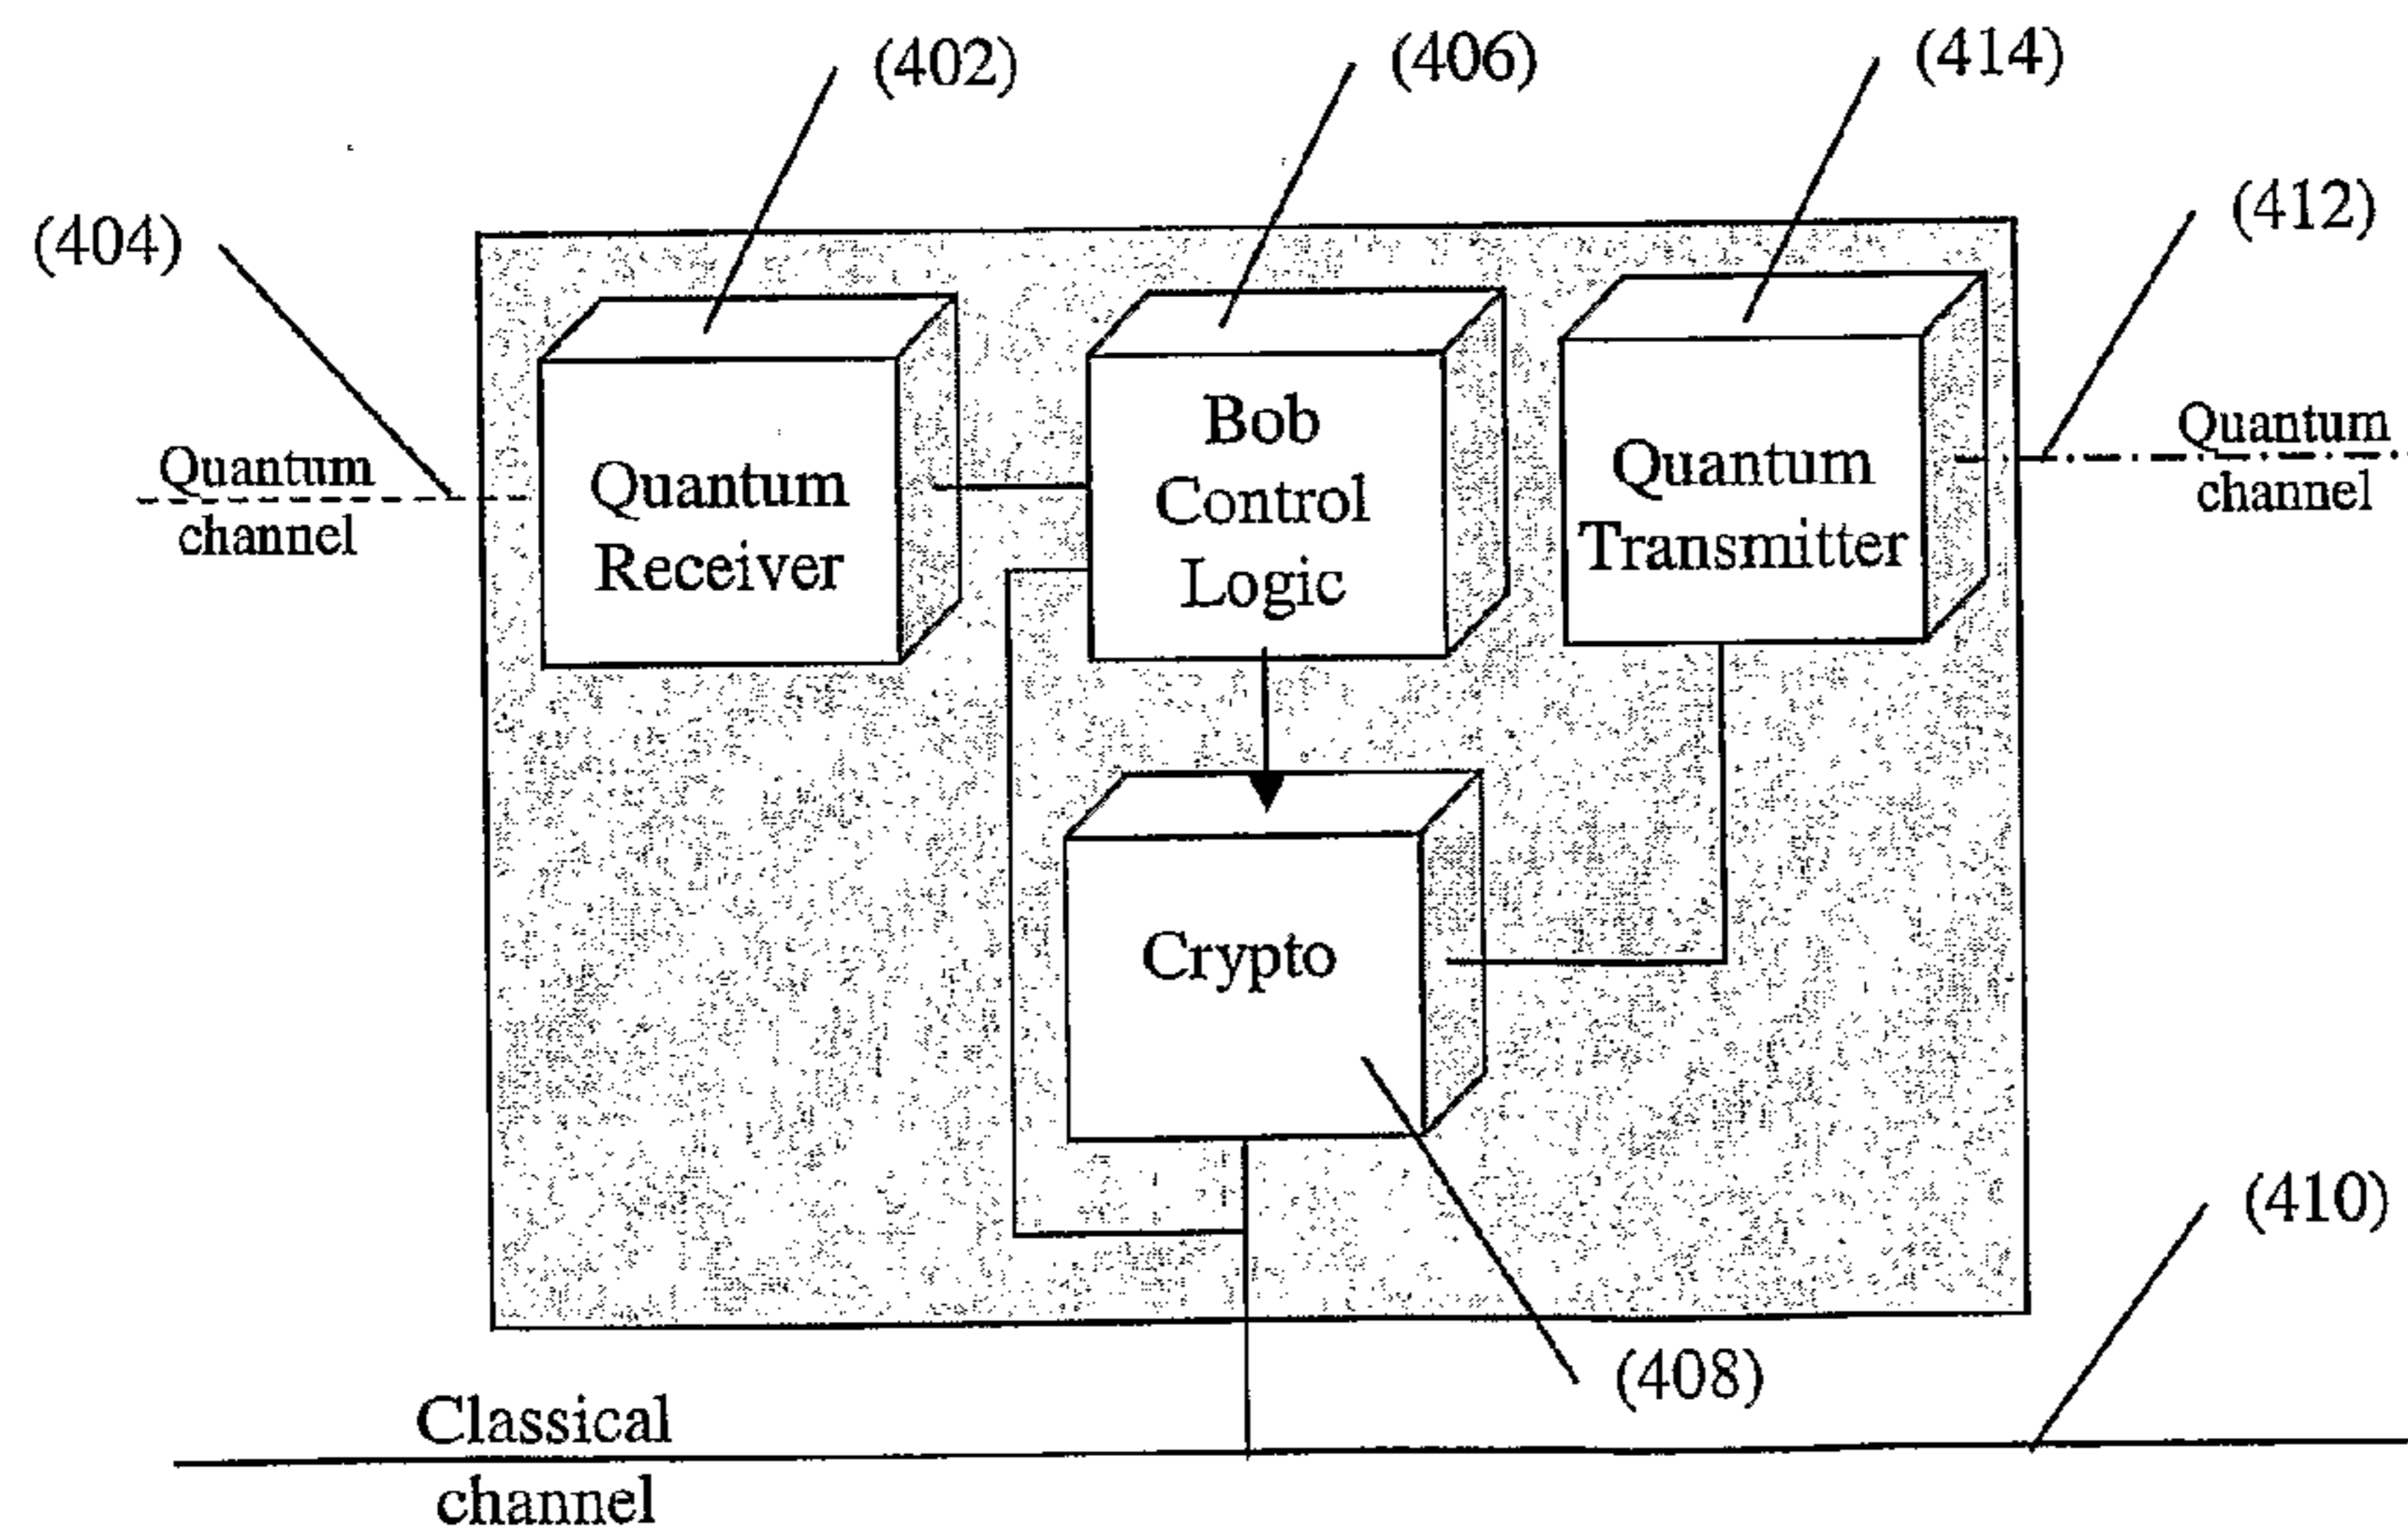 (402)
(406)
(414)
(404)
(412)
Quantum
channel
Quantum
Receiver
Bob
Control
Logic
Quantum
Transmitter
Quantum
channel
Crypto
(410)
(408)
Classical
channel